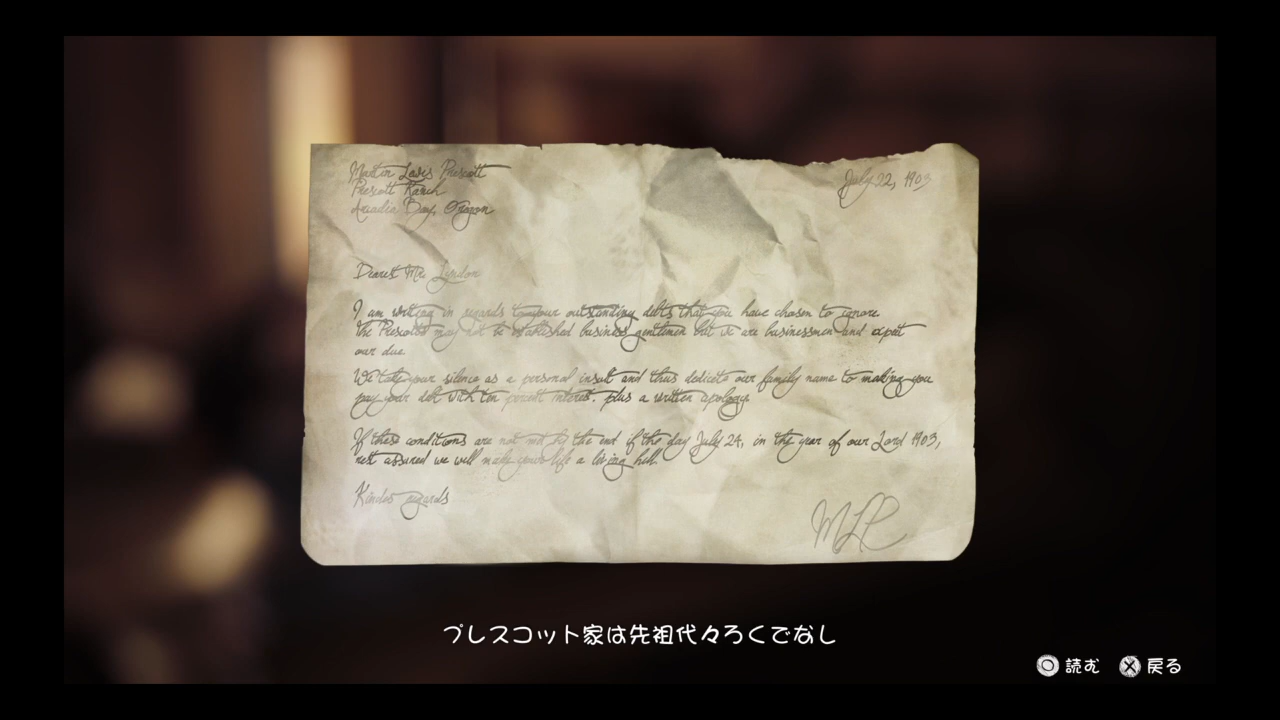 Martin Lewis Prescott
Prescott Ranch
Arcadia Bay, Oregon
July 22, 1903
Dearest Mr. Lyndon
I am writing in regards to your outstanding debts that you have chosen to ignore.
The Prescotts may not be established business gentlemen but we are businessmen and expect
our due.
We take your silence as a personal insult and thus dedicate our family name to making you
pay your debt with ten percent interest. plus a written apology.
If these conditions are not met by the end of the day July 24, in the year of our Lord 1903,
rest assured we will make your life a living hell.
Kindest regards
MLP
プレスコット家は先祖代々ろくでなし
読む
戻る